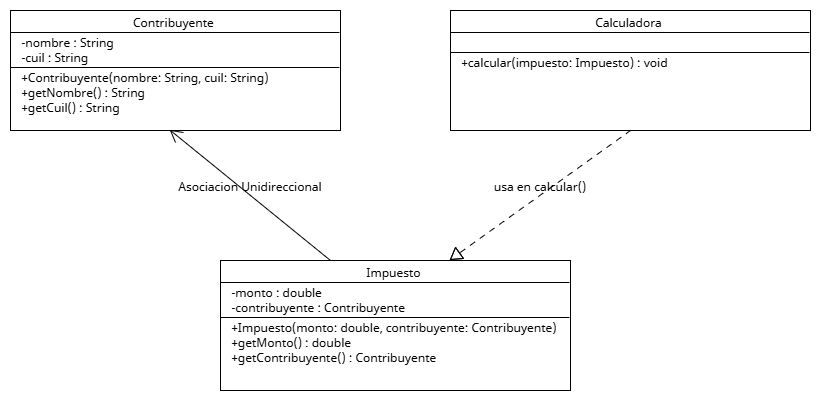 Contribuyente
-nombre : String
-cuil : String
+Contribuyente(nombre: String, cuil: String)
+getNombre() : String
+getCuil() : String
Calculadora
+calcular(impuesto: Impuesto) : void
Asociacion Unidireccional
usa en calcular()
Impuesto
-monto : double
-contribuyente : Contribuyente
+Impuesto(monto: double, contribuyente: Contribuyente)
+getMonto() : double
+getContribuyente() : Contribuyente